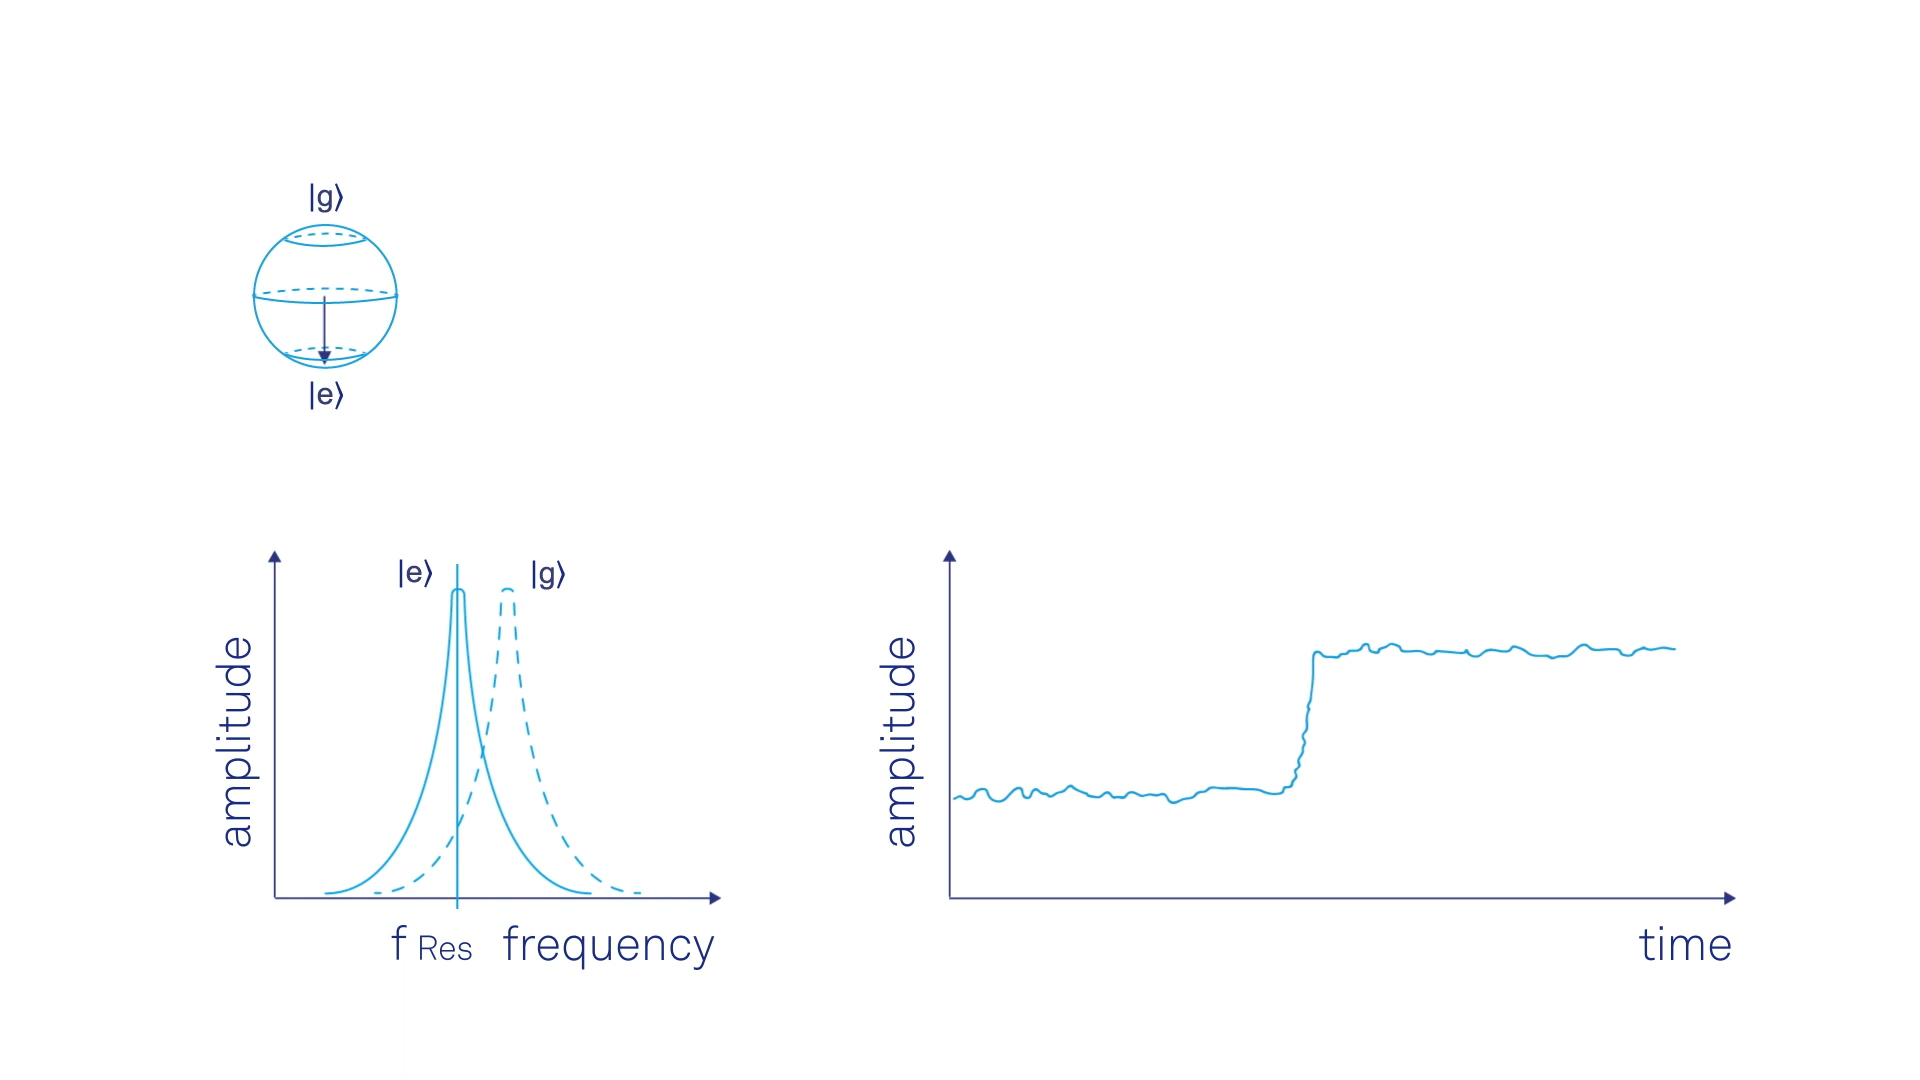 |g⟩
|e⟩
|e⟩
|g⟩
amplitude
f Res
frequency
amplitude
time